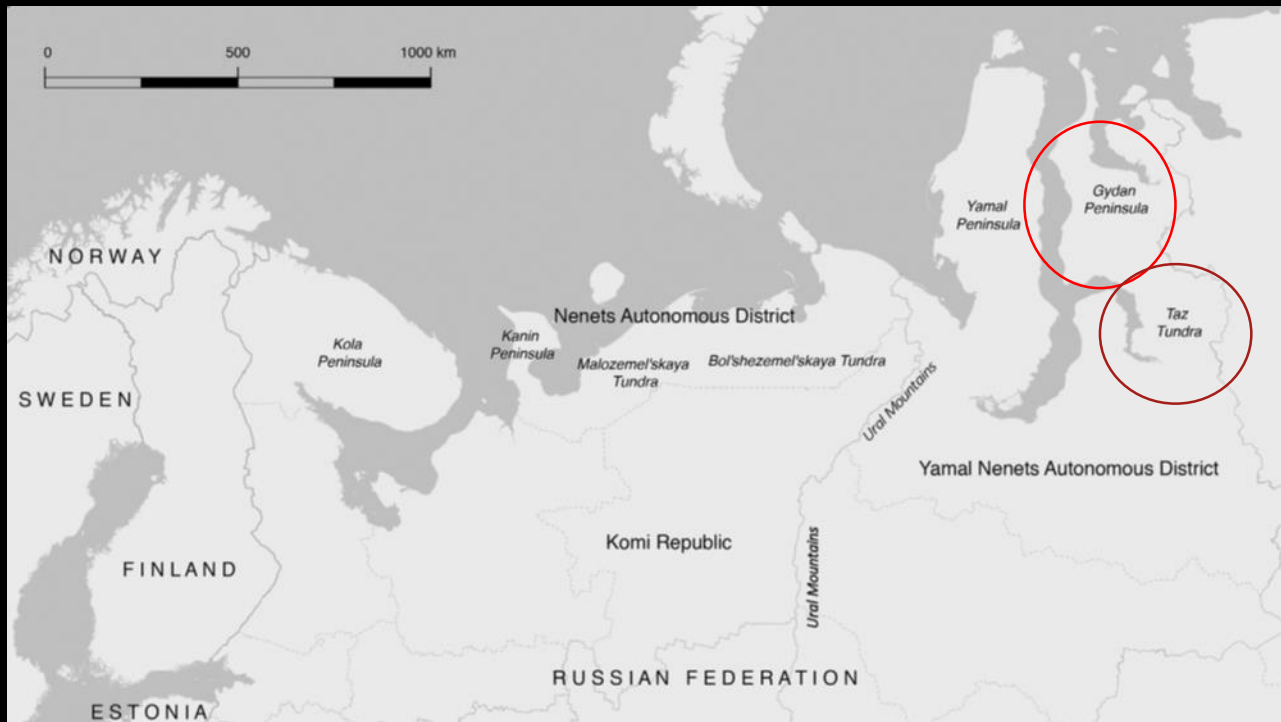 0 500 1000 km
Gydan
Peninsula
Yamal
Peninsula
NORWAY
Nenets Autonomous District
Taz
Tundra
Kola
Peninsula
Kanin
Peninsula
Malozemel'skaya
Tundra
Bol'shezemel'skaya Tundra
SWEDEN
Ural Mountains
Yamal Nenets Autonomous District
Komi Republic
FINLAND
Ural Mountains
RUSSIAN FEDERATION
ESTONIA